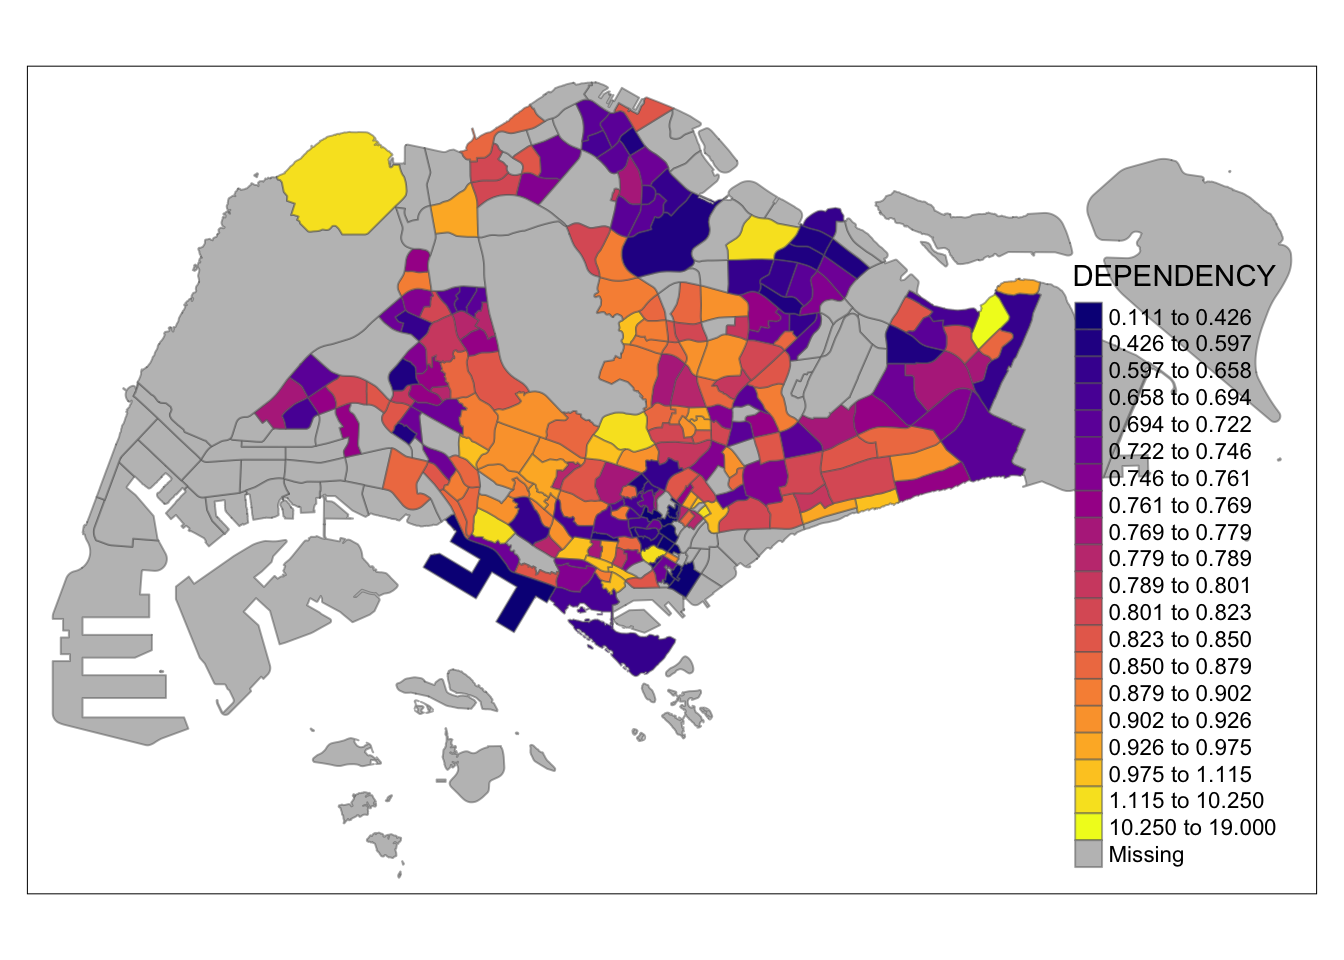 DEPENDENCY
0.111 to 0.426
0.426 to 0.597
0.597 to 0.658
0.658 to 0.694
0.694 to 0.722
0.722 to 0.746
0.746 to 0.761
0.761 to 0.769
0.769 to 0.779
0.779 to 0.789
0.789 to 0.801
0.801 to 0.823
0.823 to 0.850
0.850 to 0.879
0.879 to 0.902
0.902 to 0.926
0.926 to 0.975
0.975 to 1.115
1.115 to 10.250
10.250 to 19.000
Missing